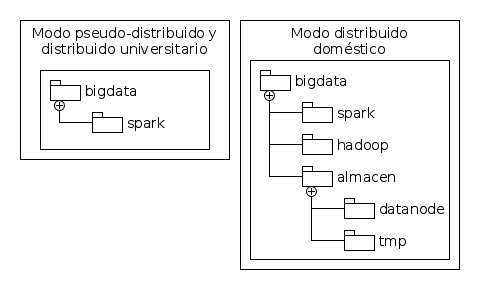 Modo pseudo-distribuido y
distribuido universitario
bigdata
spark
Modo distribuido
doméstico
bigdata
spark
hadoop
almacen
datanode
tmp